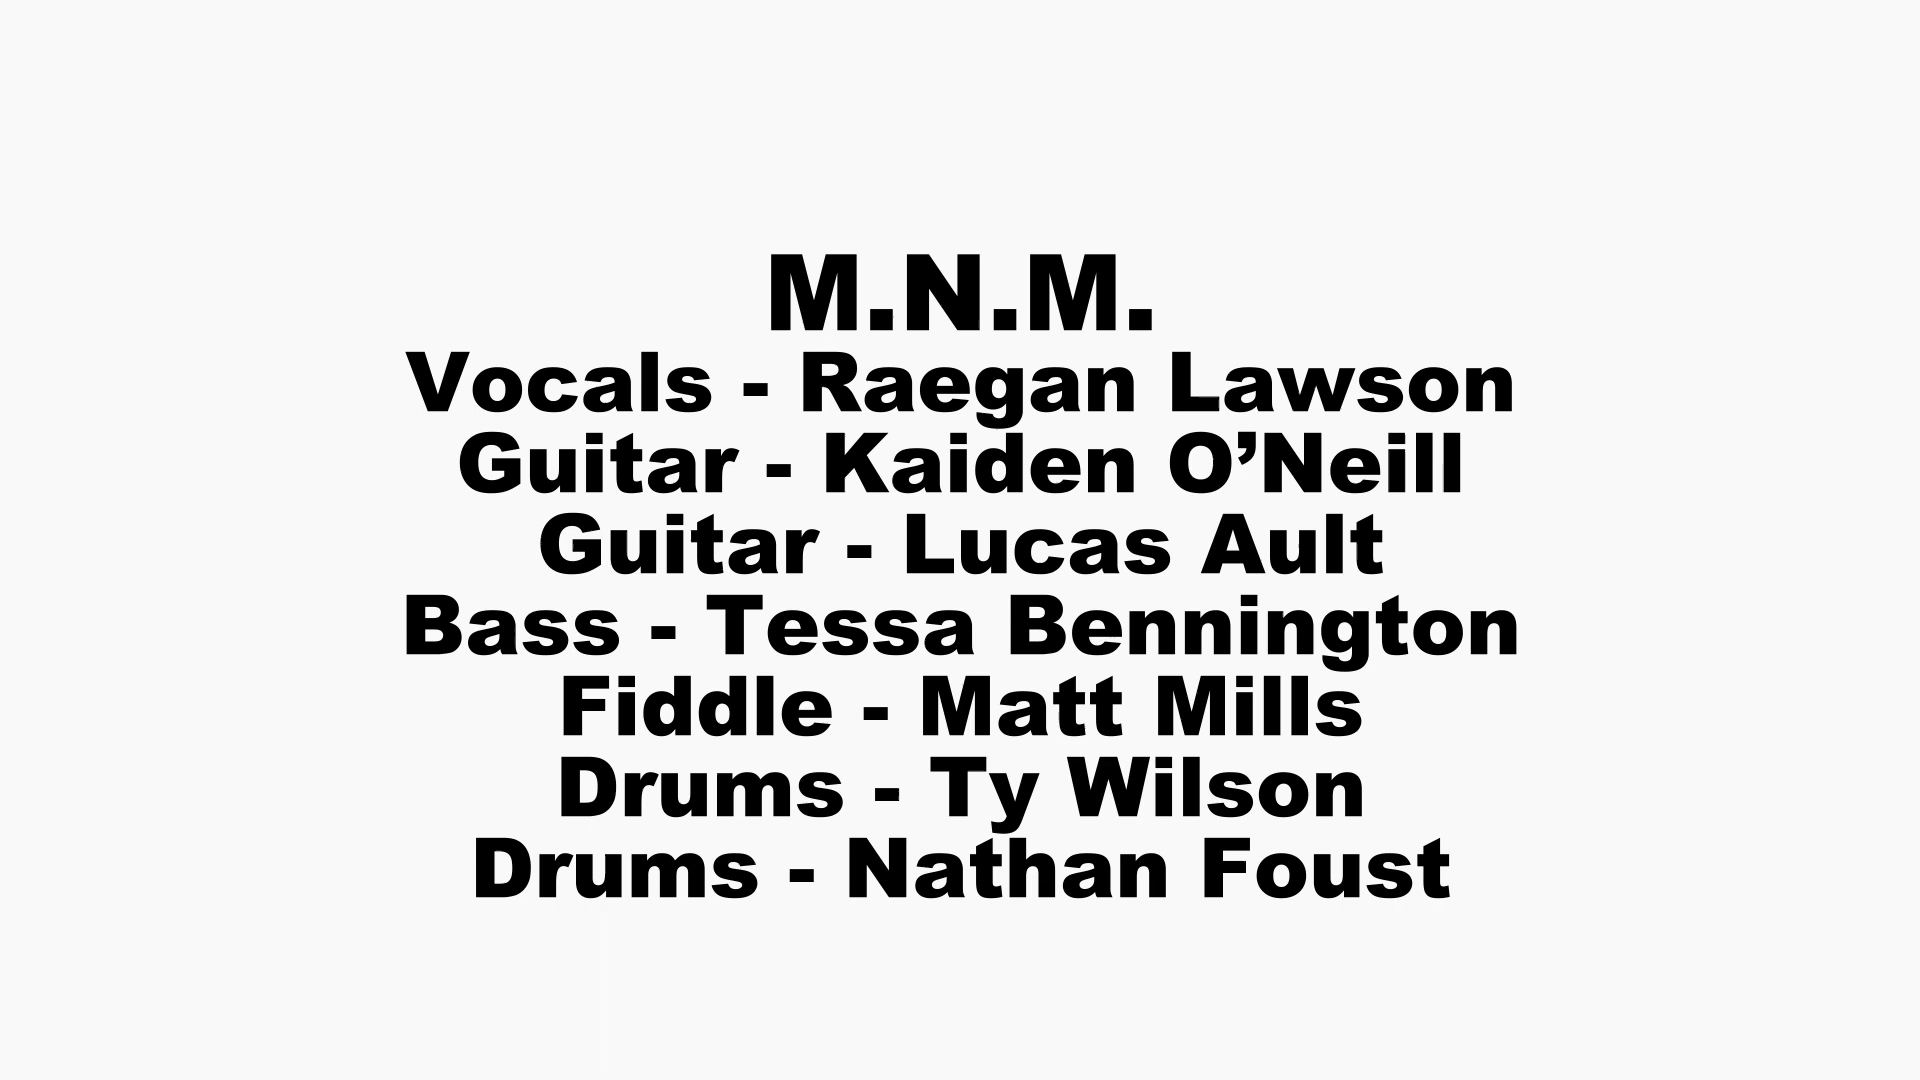 M.N.M.
Vocals - Raegan Lawson
Guitar - Kaiden O’Neill
Guitar - Lucas Ault
Bass - Tessa Bennington
Fiddle - Matt Mills
Drums - Ty Wilson
Drums - Nathan Foust